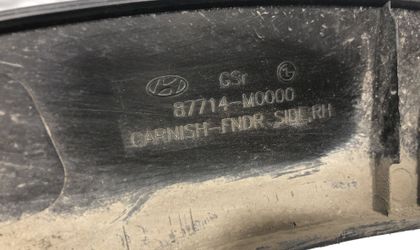 GSr
87714-M0000
GARNISH-FNDR SIDE,RH